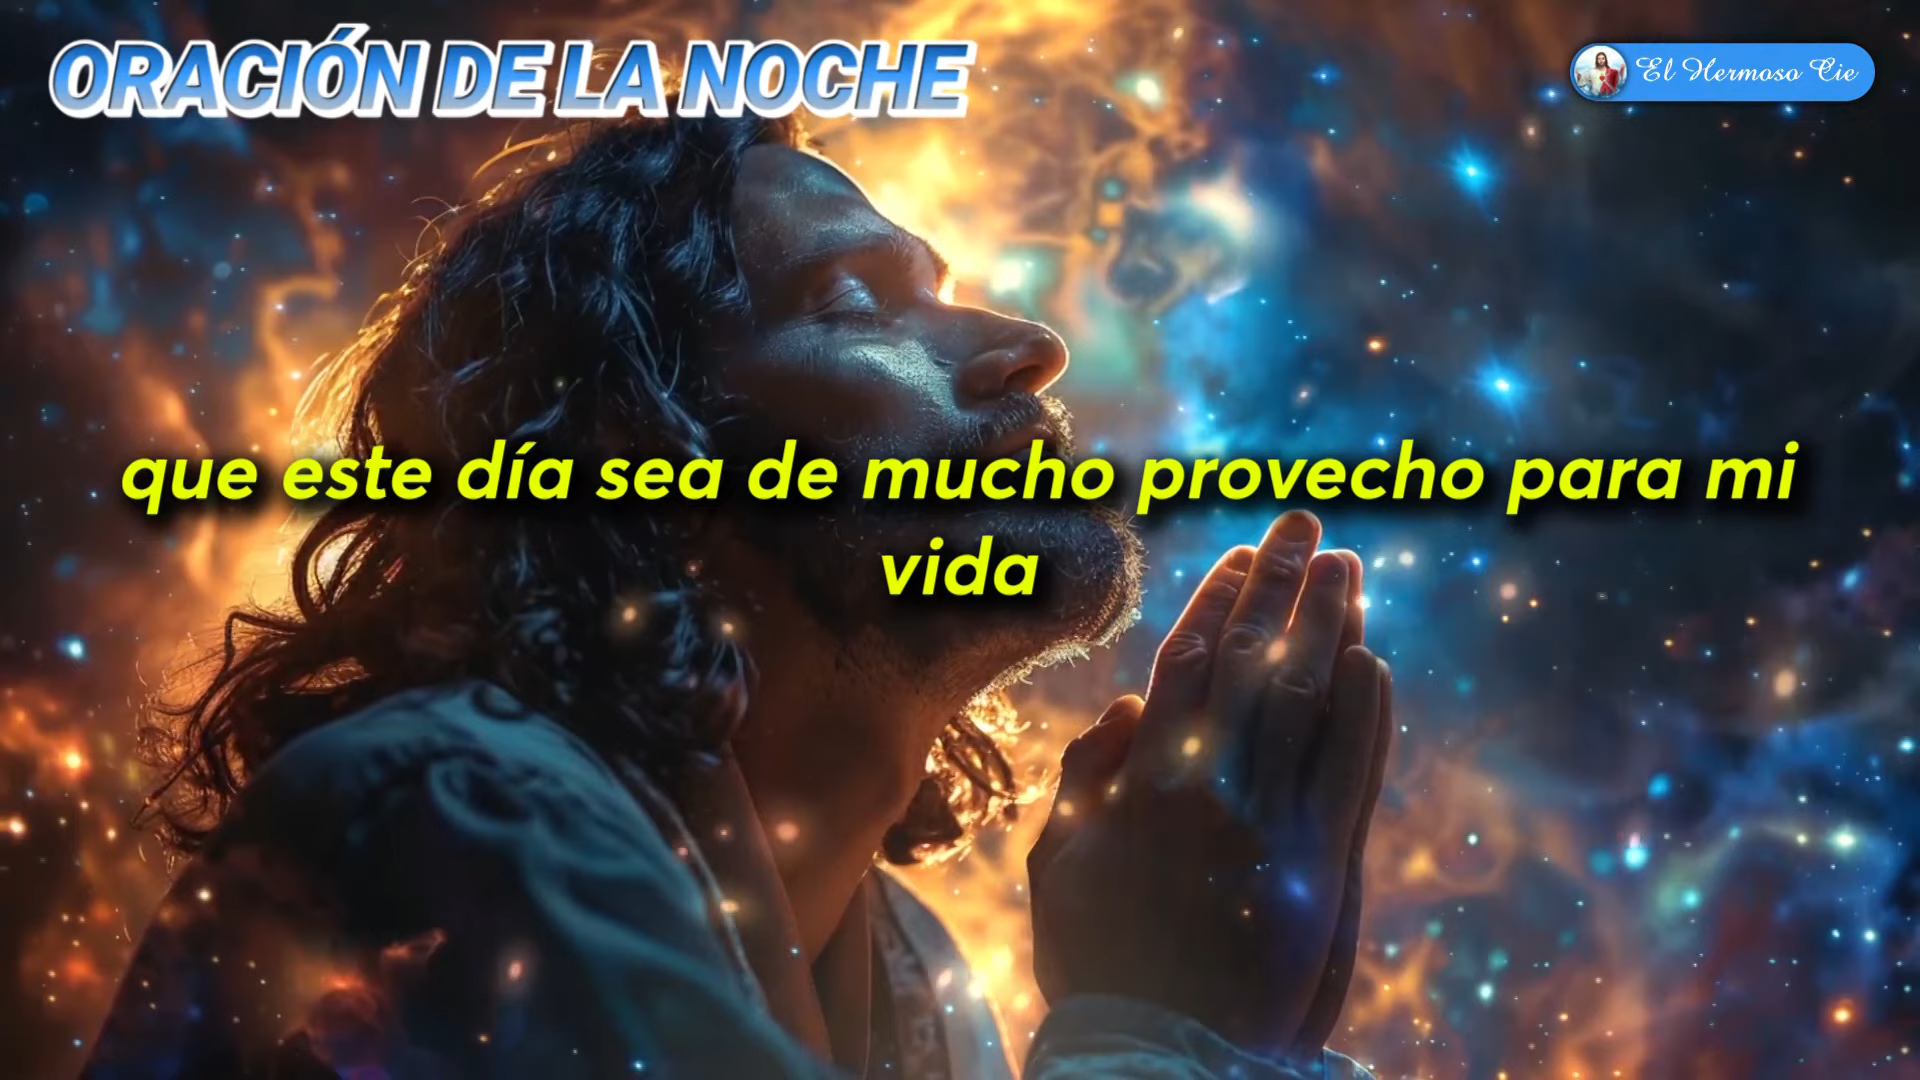 ORACIÓN DE LA NOCHE
El Hermoso Cie
que este día sea de mucho provecho para mi
vida